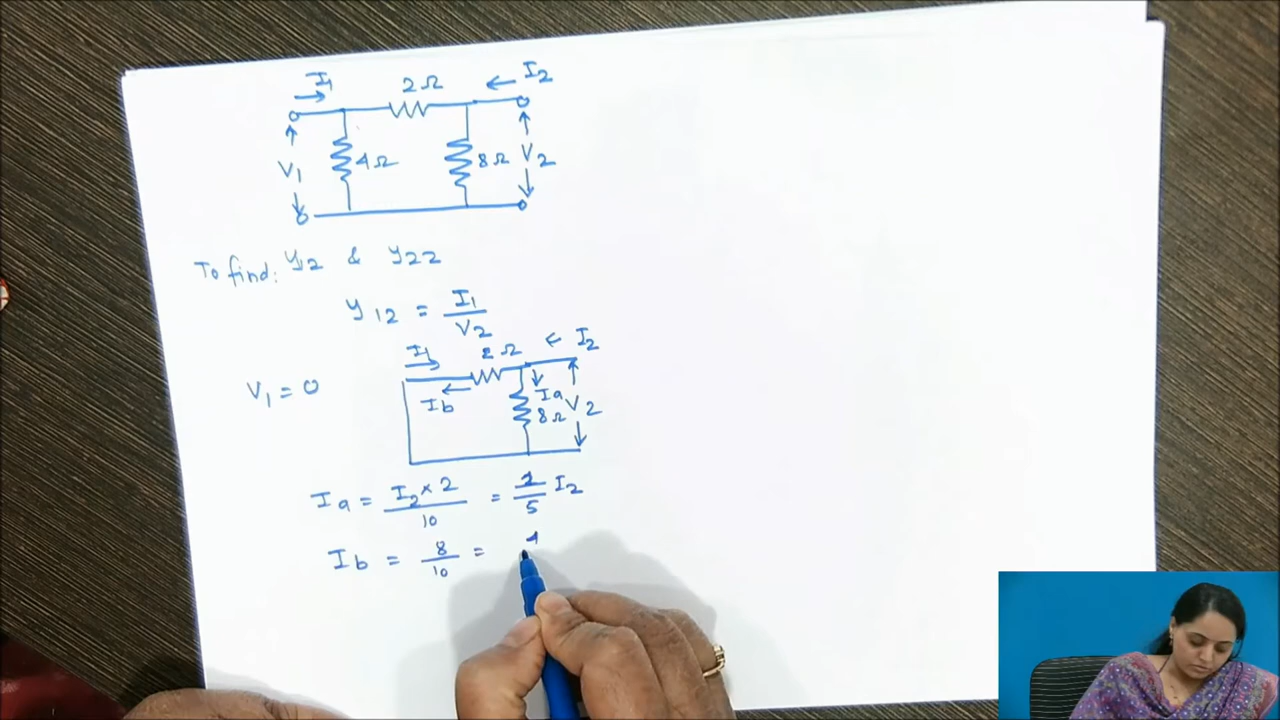 I1 2Ω I2
V1 4Ω 8Ω V2
To find: y12 & y22
y12 = I1/V2
I1 2Ω I2
V1 = 0 Ib Ia 8Ω V2
Ia = I2 × 2/10 = 1/5 I2
Ib = 8/10 = 4